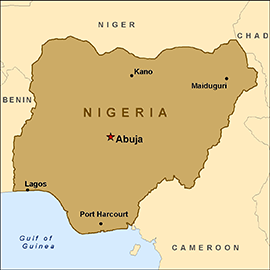 NIGER
CHAD
Kano
Maiduguri
BENIN
NIGERIA
Abuja
Lagos
Port Harcourt
Gulf of
Guinea
CAMEROON